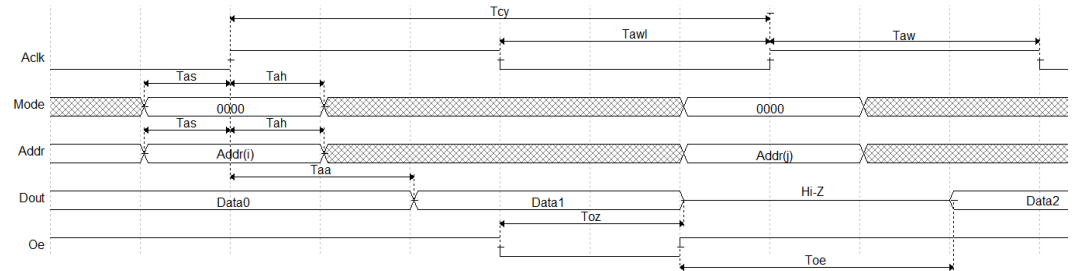 Tcy
Tawl Taw
Aclk
Tas Tah
Mode 0000 0000
Tas Tah
Addr Addr(i) Addr(j)
Taa
Dout Data0 Data1 Hi-Z Data2
Toz
Oe
Toe